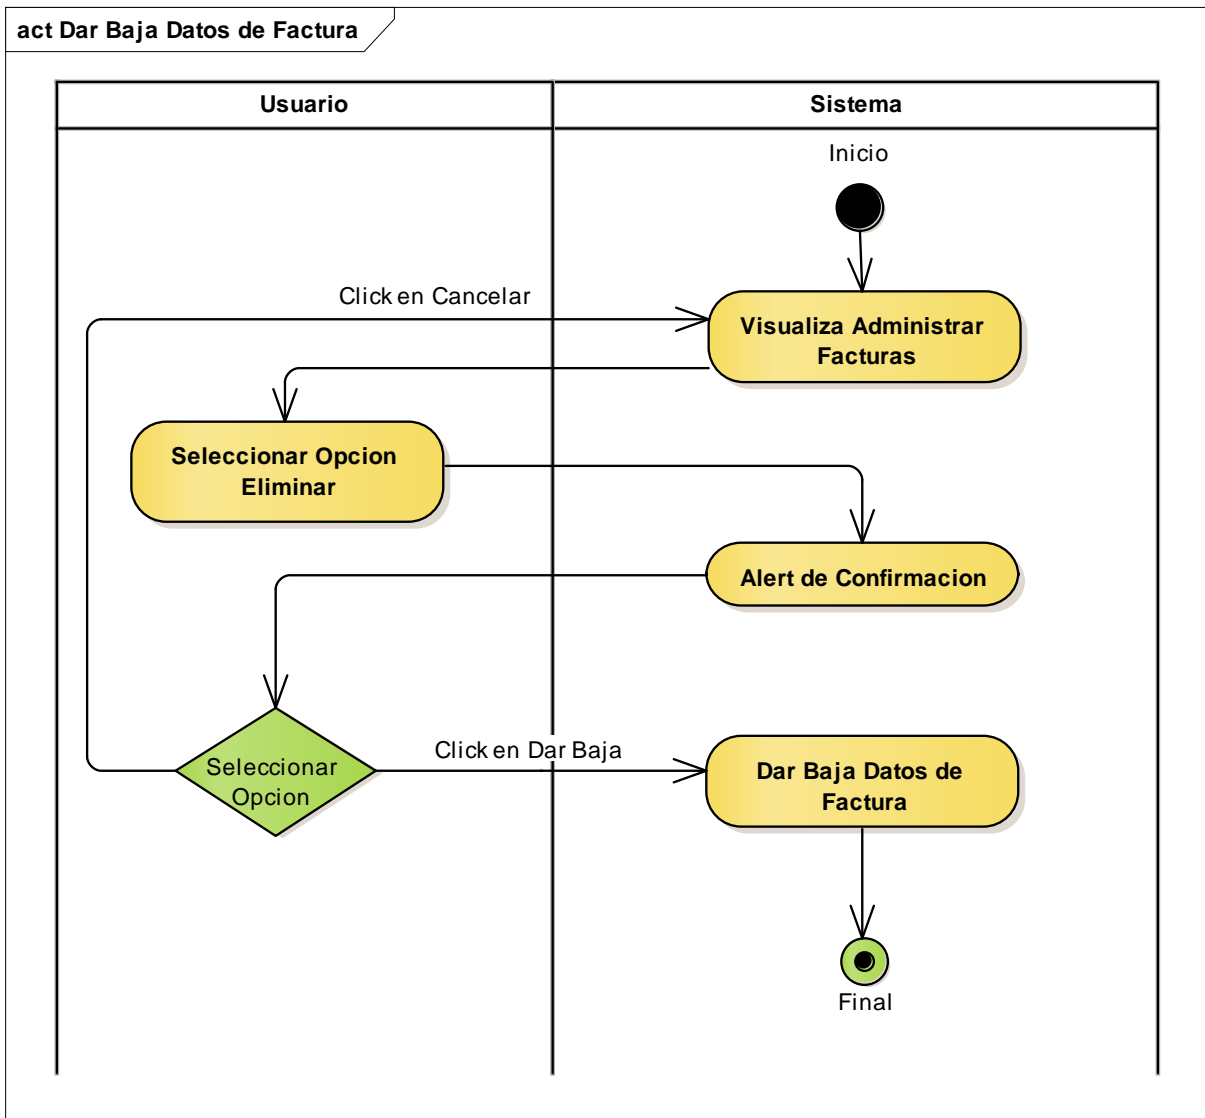 act Dar Baja Datos de Factura
Usuario
Sistema
Inicio
Click en Cancelar
Visualiza Administrar
Facturas
Seleccionar Opcion
Eliminar
Alert de Confirmacion
Seleccionar
Opcion
Click en Dar Baja
Dar Baja Datos de
Factura
Final